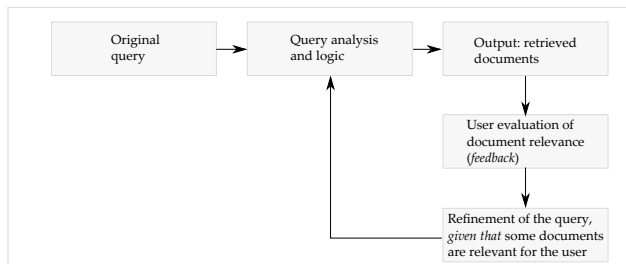 Original
query
Query analysis
and logic
Output: retrieved
documents
User evaluation of
document relevance
(feedback)
Refinement of the query,
given that some documents
are relevant for the user